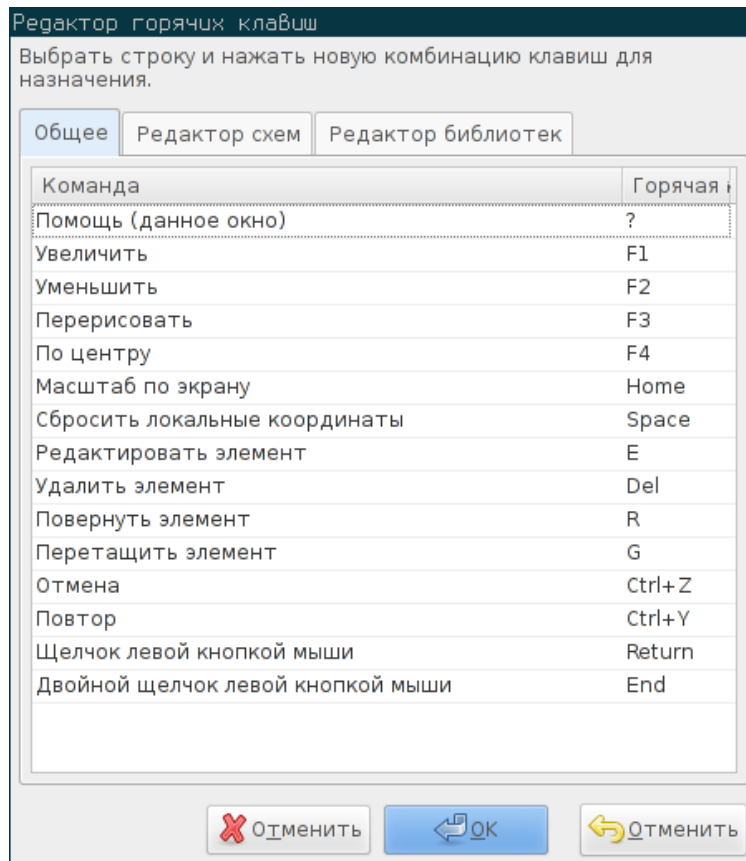 Редактор горячих клавиш
Выбрать строку и нажать новую комбинацию клавиш для
назначения.
Общее Редактор схем Редактор библиотек
Команда Горячая
Помощь (данное окно) ?
Увеличить F1
Уменьшить F2
Перерисовать F3
По центру F4
Масштаб по экрану Home
Сбросить локальные координаты Space
Редактировать элемент E
Удалить элемент Del
Повернуть элемент R
Перетащить элемент G
Отмена Ctrl+Z
Повтор Ctrl+Y
Щелчок левой кнопкой мыши Return
Двойной щелчок левой кнопкой мыши End
Отменить OK Отменить